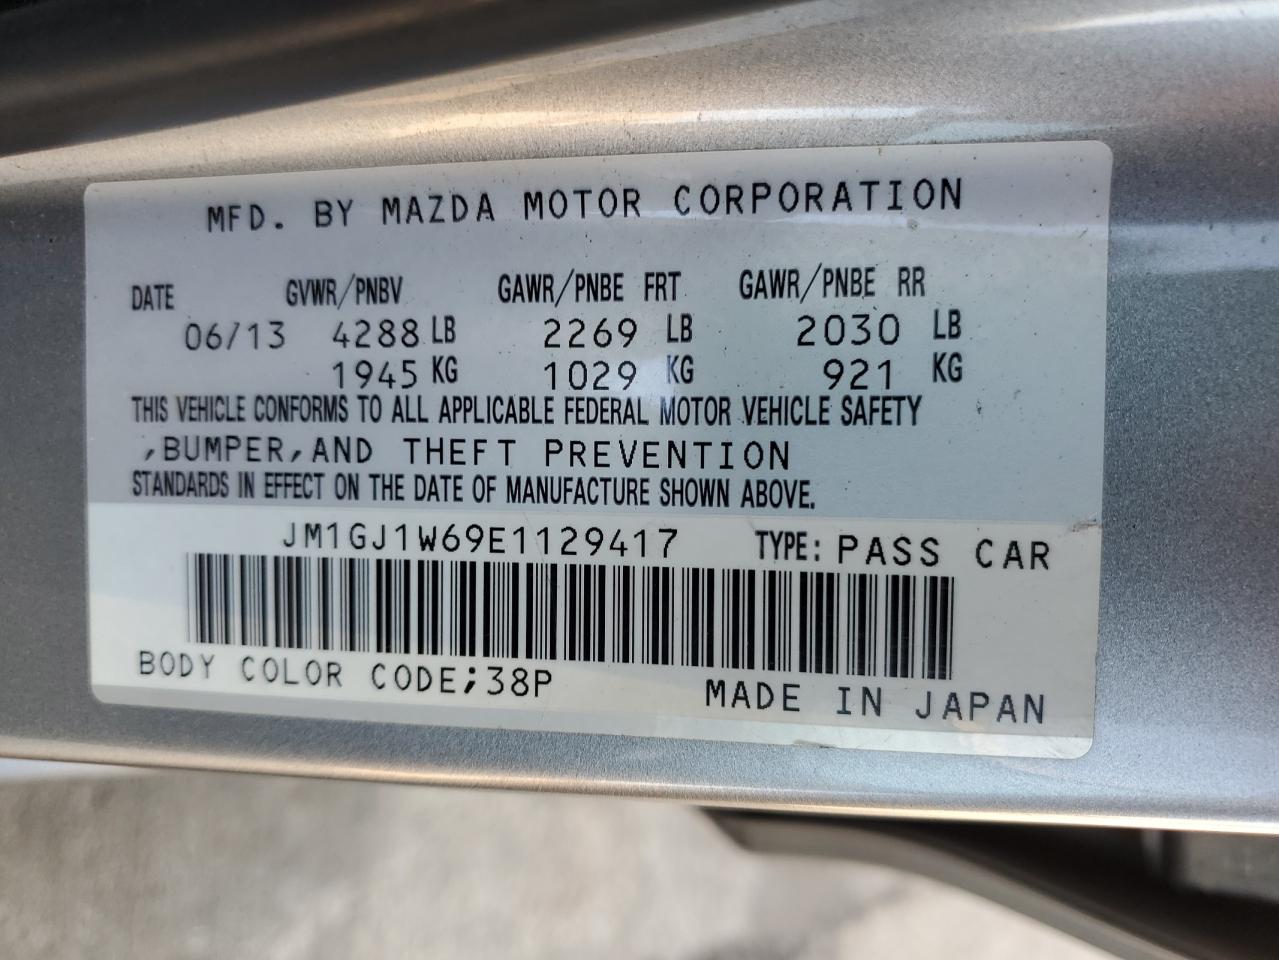 MFD. BY MAZDA MOTOR CORPORATION
DATE GVWR/PNBV GAWR/PNBE FRT GAWR/PNBE RR
06/13 4288 LB 2269 LB 2030 LB
1945 KG 1029 KG 921 KG
THIS VEHICLE CONFORMS TO ALL APPLICABLE FEDERAL MOTOR VEHICLE SAFETY
,BUMPER,AND THEFT PREVENTION
STANDARDS IN EFFECT ON THE DATE OF MANUFACTURE SHOWN ABOVE.
JM1GJ1W69E1129417 TYPE: PASS CAR
BODY COLOR CODE;38P
MADE IN JAPAN